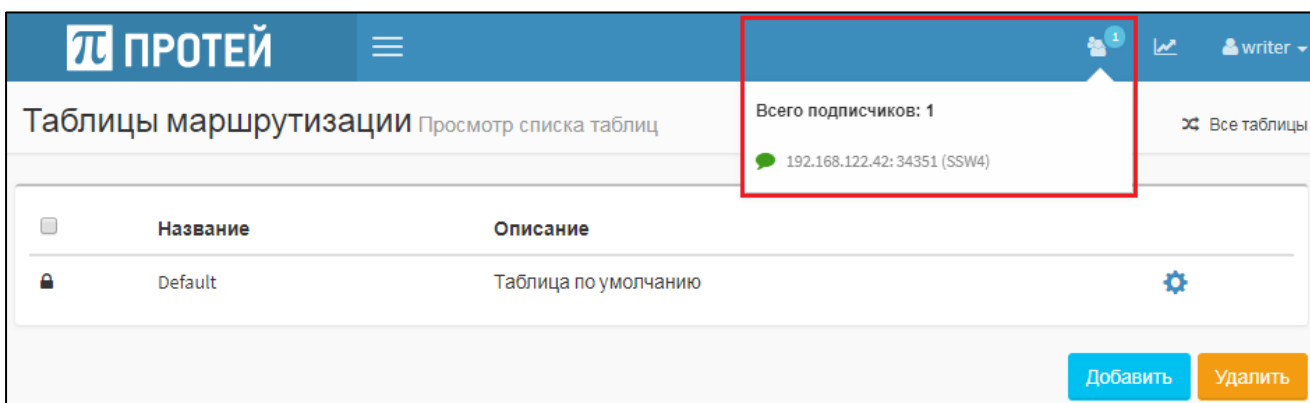 π ПРОТЕЙ 1 writer
Таблицы маршрутизации Просмотр списка таблиц Все таблицы
Всего подписчиков: 1
192.168.122.42: 34351 (SSW4)
Название Описание
Default Таблица по умолчанию
Добавить Удалить